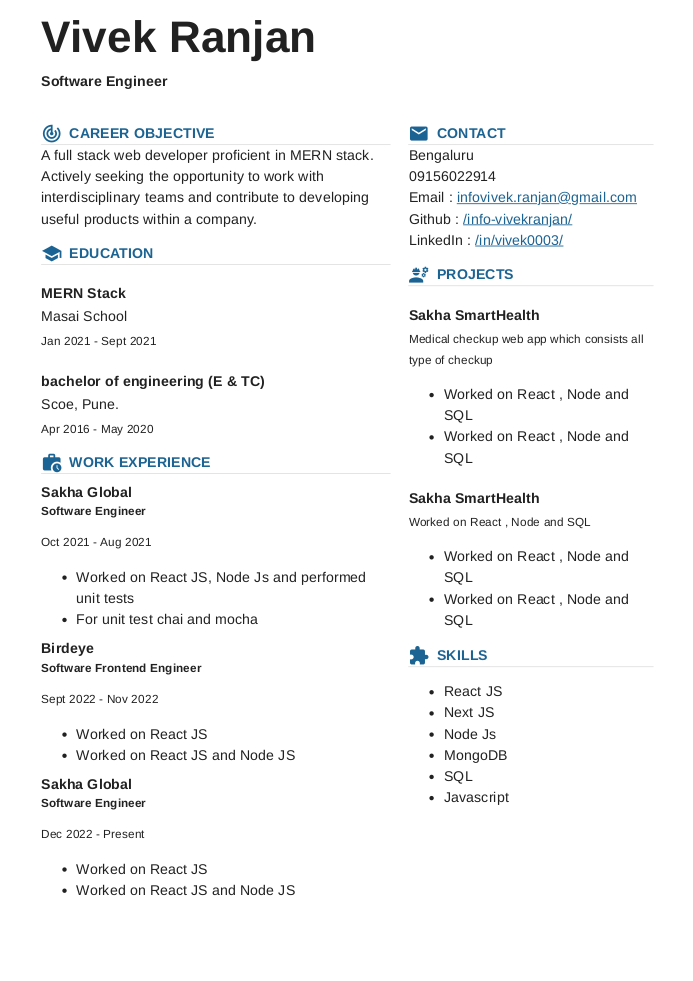 Vivek Ranjan
Software Engineer
CAREER OBJECTIVE
A full stack web developer proficient in MERN stack.
Actively seeking the opportunity to work with
interdisciplinary teams and contribute to developing
useful products within a company.
EDUCATION
MERN Stack
Masai School
Jan 2021 - Sept 2021
bachelor of engineering (E & TC)
Scoe, Pune.
Apr 2016 - May 2020
WORK EXPERIENCE
Sakha Global
Software Engineer
Oct 2021 - Aug 2021
• Worked on React JS, Node Js and performed
unit tests
• For unit test chai and mocha
Birdeye
Software Frontend Engineer
Sept 2022 - Nov 2022
• Worked on React JS
• Worked on React JS and Node JS
Sakha Global
Software Engineer
Dec 2022 - Present
• Worked on React JS
• Worked on React JS and Node JS
CONTACT
Bengaluru
09156022914
Email : infovivek.ranjan@gmail.com
Github : /info-vivekranjan/
LinkedIn : /in/vivek0003/
PROJECTS
Sakha SmartHealth
Medical checkup web app which consists all
type of checkup
• Worked on React , Node and
SQL
• Worked on React , Node and
SQL
Sakha SmartHealth
Worked on React , Node and SQL
• Worked on React , Node and
SQL
• Worked on React , Node and
SQL
SKILLS
• React JS
• Next JS
• Node Js
• MongoDB
• SQL
• Javascript